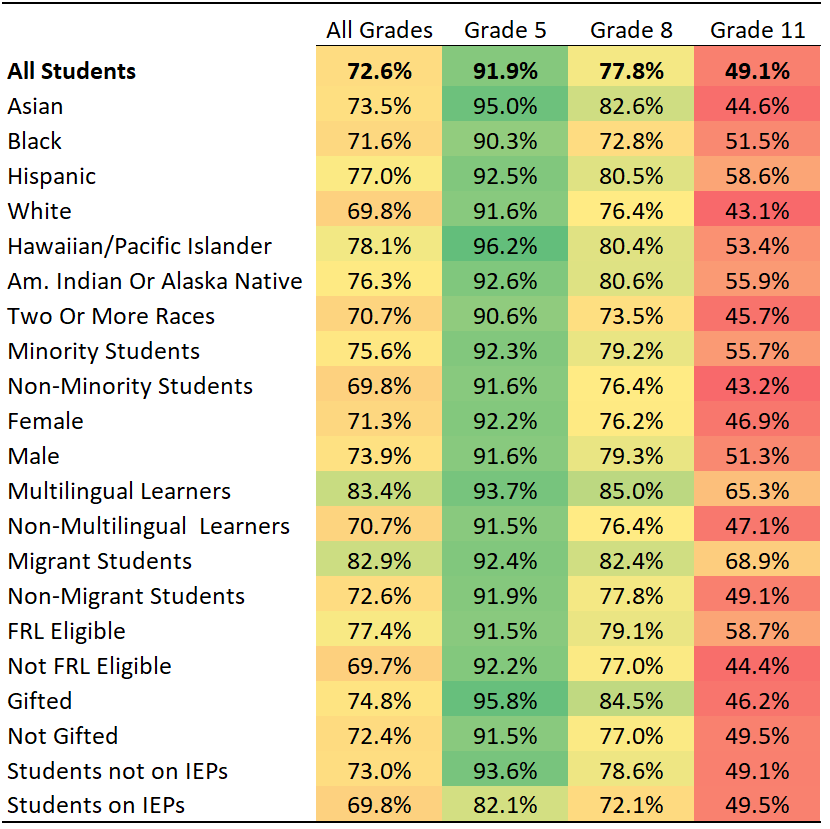 All Grades Grade 5 Grade 8 Grade 11
All Students 72.6% 91.9% 77.8% 49.1%
Asian 73.5% 95.0% 82.6% 44.6%
Black 71.6% 90.3% 72.8% 51.5%
Hispanic 77.0% 92.5% 80.5% 58.6%
White 69.8% 91.6% 76.4% 43.1%
Hawaiian/Pacific Islander 78.1% 96.2% 80.4% 53.4%
Am. Indian Or Alaska Native 76.3% 92.6% 80.6% 55.9%
Two Or More Races 70.7% 90.6% 73.5% 45.7%
Minority Students 75.6% 92.3% 79.2% 55.7%
Non-Minority Students 69.8% 91.6% 76.4% 43.2%
Female 71.3% 92.2% 76.2% 46.9%
Male 73.9% 91.6% 79.3% 51.3%
Multilingual Learners 83.4% 93.7% 85.0% 65.3%
Non-Multilingual  Learners 70.7% 91.5% 76.4% 47.1%
Migrant Students 82.9% 92.4% 82.4% 68.9%
Non-Migrant Students 72.6% 91.9% 77.8% 49.1%
FRL Eligible 77.4% 91.5% 79.1% 58.7%
Not FRL Eligible 69.7% 92.2% 77.0% 44.4%
Gifted 74.8% 95.8% 84.5% 46.2%
Not Gifted 72.4% 91.5% 77.0% 49.5%
Students not on IEPs 73.0% 93.6% 78.6% 49.1%
Students on IEPs 69.8% 82.1% 72.1% 49.5%